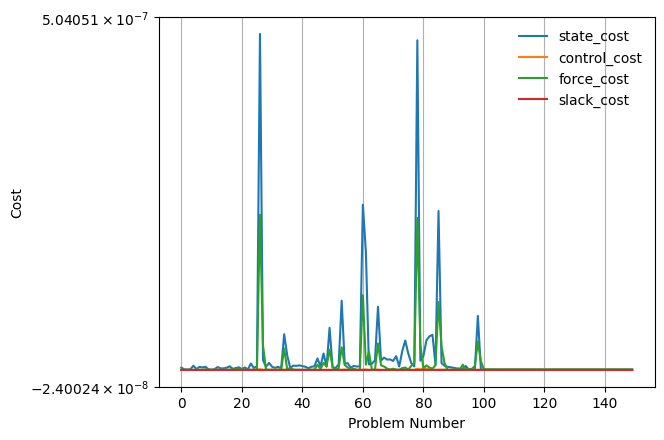 5.04051 × 10⁻⁷
state_cost
control_cost
force_cost
slack_cost
Cost
−2.40024 × 10⁻⁸
0 20 40 60 80 100 120 140
Problem Number